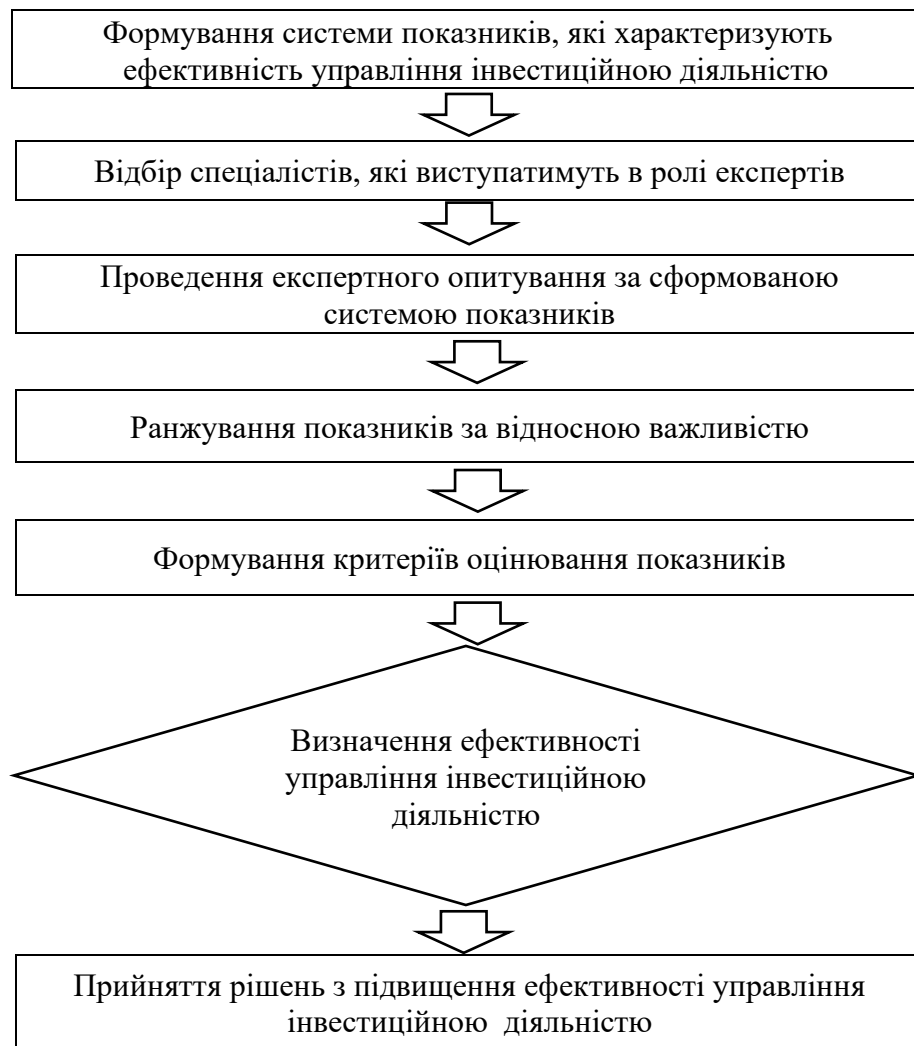 Формування системи показників, які характеризують
ефективність управління інвестиційною діяльністю
Відбір спеціалістів, які виступатимуть в ролі експертів
Проведення експертного опитування за сформованою
системою показників
Ранжування показників за відносною важливістю
Формування критеріїв оцінювання показників
Визначення ефективності
управління інвестиційною
діяльністю
Прийняття рішень з підвищення ефективності управління
інвестиційною діяльністю